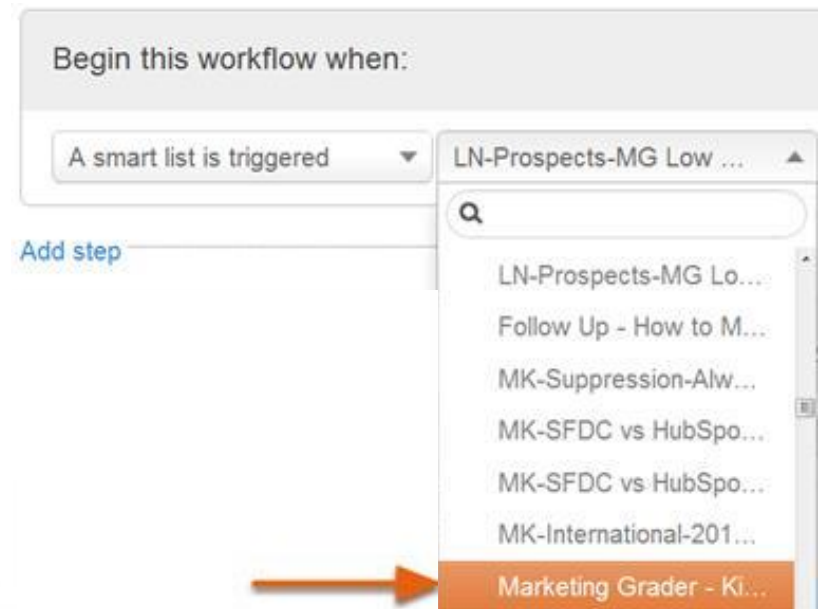 Begin this workflow when:
A smart list is triggered
LN-Prospects-MG Low ...
Add step
LN-Prospects-MG Lo...
Follow Up - How to M...
MK-Suppression-Alw...
MK-SFDC vs HubSpo...
MK-SFDC vs HubSpo...
MK-International-201...
Marketing Grader - Ki...